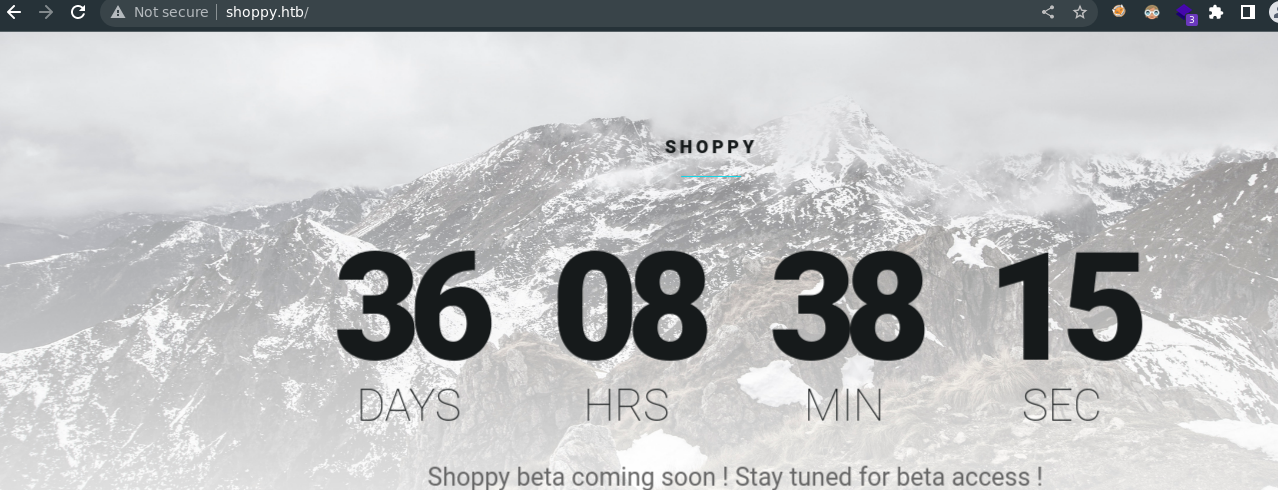 Not secure | shoppy.htb/
3
SHOPPY
36 08 38 15
DAYS HRS MIN SEC
Shoppy beta coming soon ! Stay tuned for beta access !